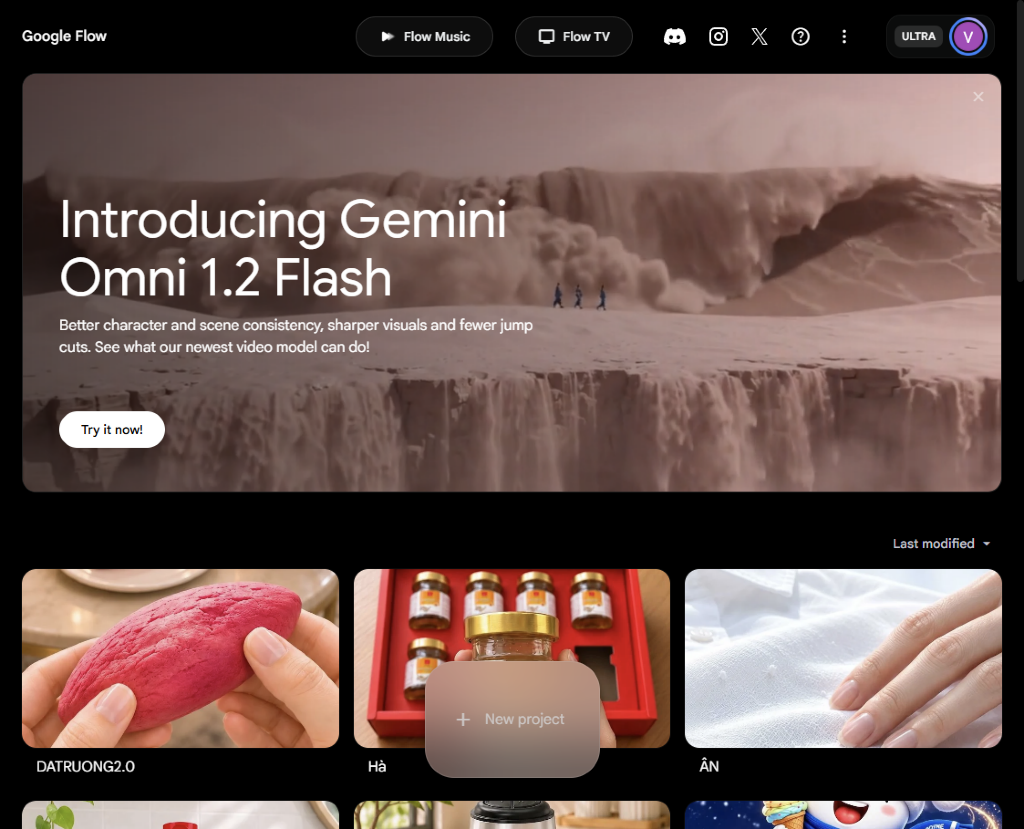 Google Flow
Flow Music
Flow TV
ULTRA
V
Introducing Gemini
Omni 1.2 Flash
Better character and scene consistency, sharper visuals and fewer jump
cuts. See what our newest video model can do!
Try it now!
Last modified
New project
DATRUONG2.0
Hà
ÂN